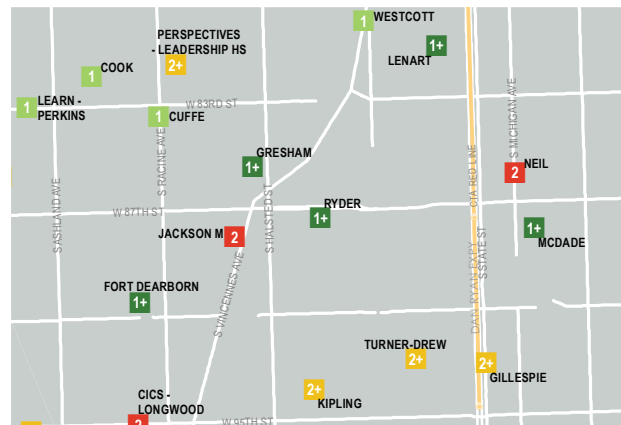 WESTCOTT
1
PERSPECTIVES
- LEADERSHIP HS
2+
1+
LENART
COOK
1
LEARN -
PERKINS
1
W 83RD ST
1
CUFFE
S MICHIGAN AVE
CTA RED LINE
GRESHAM
1+
NEIL
2
S ASHLAND AVE
S RACINE AVE
S HALSTED ST
RYDER
1+
W 87TH ST
JACKSON M
2
1+
MCDADE
S STATE ST
DAN RYAN EXPY
S VINCENNES AVE
FORT DEARBORN
1+
TURNER-DREW
2+
2+
GILLESPIE
2+
KIPLING
CICS -
LONGWOOD
2
W 95TH ST